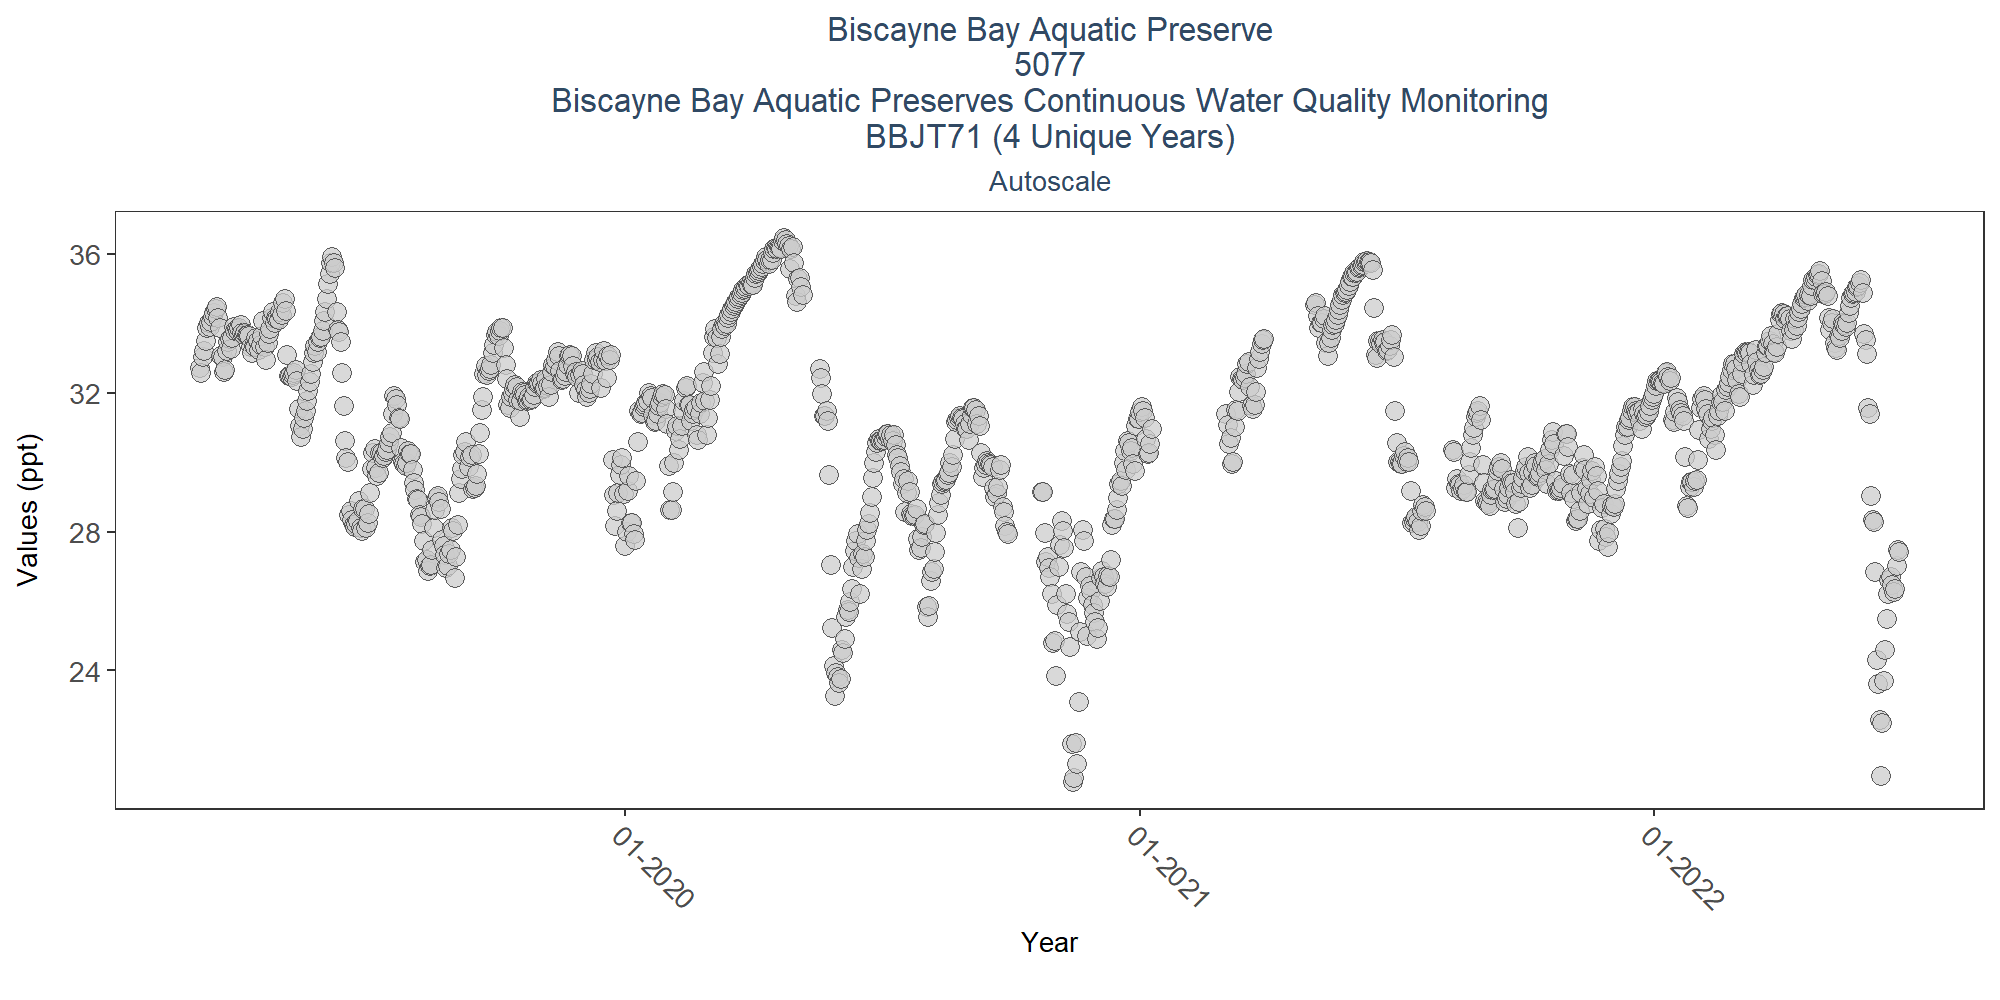 Biscayne Bay Aquatic Preserve
5077
Biscayne Bay Aquatic Preserves Continuous Water Quality Monitoring
BBJT71 (4 Unique Years)
Autoscale
Values (ppt)
36
32
28
24
01-2020
01-2021
01-2022
Year